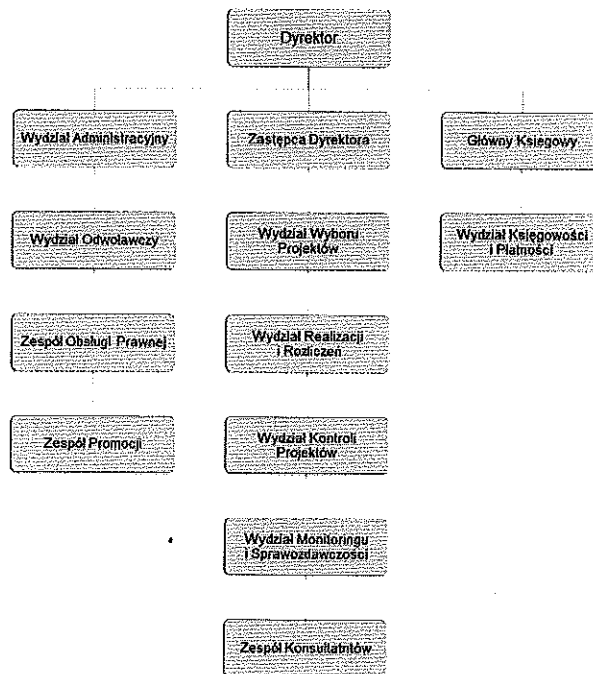 Dyrektor
Wydział Administracyjny
Zastępca Dyrektora
Główny Księgowy
Wydział Odwoławczy
Wydział Wyboru
Projektów
Wydział Księgowości
i Płatności
Zespół Obsługi Prawnej
Wydział Realizacji
i Rozliczeń
Zespół Promocji
Wydział Kontroli
Projektów
Wydział Monitoringu
i Sprawozdawczości
Zespół Konsultatntów